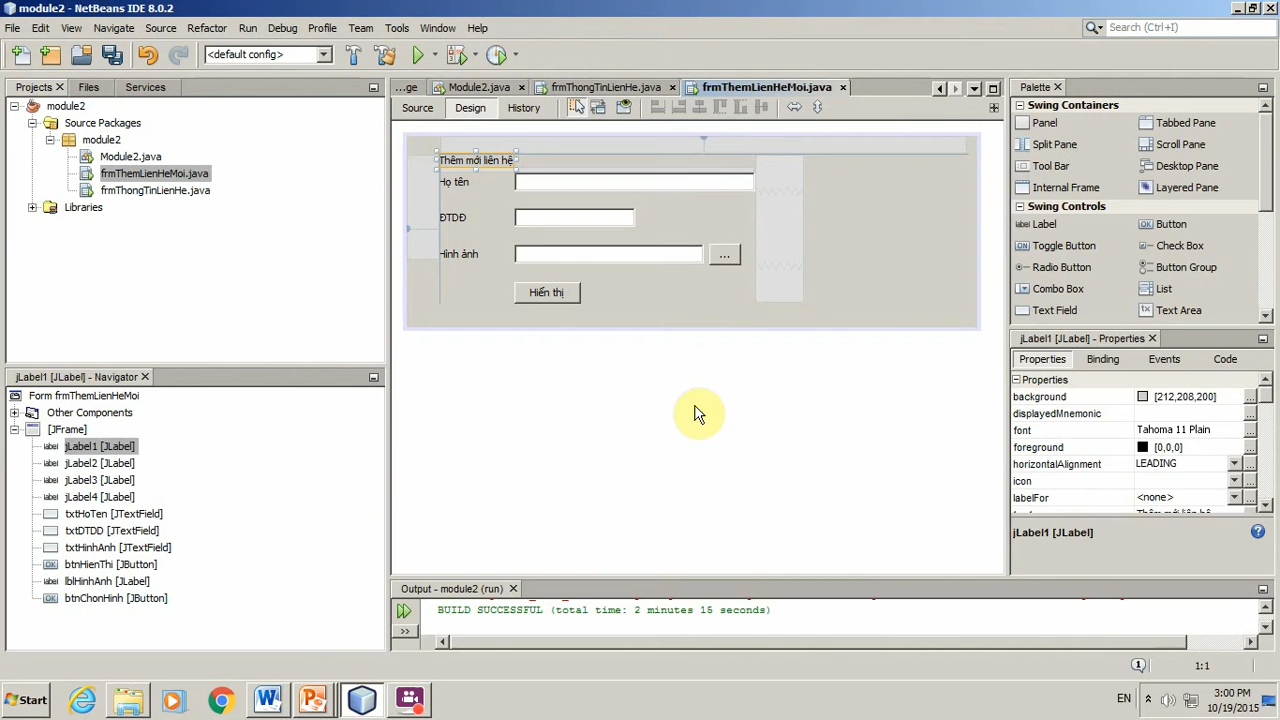 module2 - NetBeans IDE 8.0.2
File Edit View Navigate Source Refactor Run Debug Profile Team Tools Window Help
Search (Ctrl+I)
<default config>
Projects Files Services
module2
Source Packages
module2
Module2.java
frmThemLienHeMoi.java
frmThongTinLienHe.java
Libraries
...ge Module2.java frmThongTinLienHe.java frmThemLienHeMoi.java
Source Design History
Thêm mới liên hệ
Họ tên
ĐTDĐ
Hình ảnh
...
Hiển thị
Palette
Swing Containers
Panel Tabbed Pane
Split Pane Scroll Pane
Tool Bar Desktop Pane
Internal Frame Layered Pane
Swing Controls
Label Button
Toggle Button Check Box
Radio Button Button Group
Combo Box List
Text Field Text Area
jLabel1 [JLabel] - Properties
Properties Binding Events Code
Properties
background [212,208,200] ...
displayedMnemonic ...
font Tahoma 11 Plain ...
foreground [0,0,0] ...
horizontalAlignment LEADING ...
icon ...
labelFor <none> ...
jLabel1 [JLabel]
jLabel1 [JLabel] - Navigator
Form frmThemLienHeMoi
Other Components
[JFrame]
label jLabel1 [JLabel]
label jLabel2 [JLabel]
label jLabel3 [JLabel]
label jLabel4 [JLabel]
txtHoTen [JTextField]
txtDTDD [JTextField]
txtHinhAnh [JTextField]
OK btnHienThi [JButton]
label lblHinhAnh [JLabel]
OK btnChonHinh [JButton]
Output - module2 (run)
BUILD SUCCESSFUL (total time: 2 minutes 15 seconds)
1 1:1
Start
EN
3:00 PM
10/19/2015